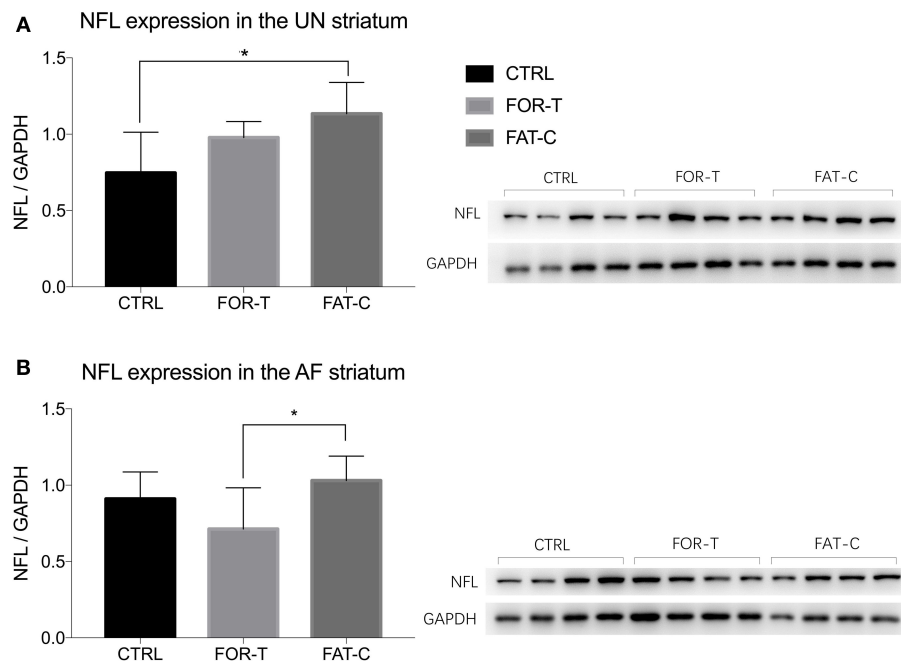 A
NFL expression in the UN striatum
NFL / GAPDH
1.5
1.0
0.5
0.0
*
CTRL
FOR-T
FAT-C
CTRL
FOR-T
FAT-C
CTRL
FOR-T
FAT-C
NFL
GAPDH
B
NFL expression in the AF striatum
NFL / GAPDH
1.5
1.0
0.5
0.0
*
CTRL
FOR-T
FAT-C
CTRL
FOR-T
FAT-C
NFL
GAPDH